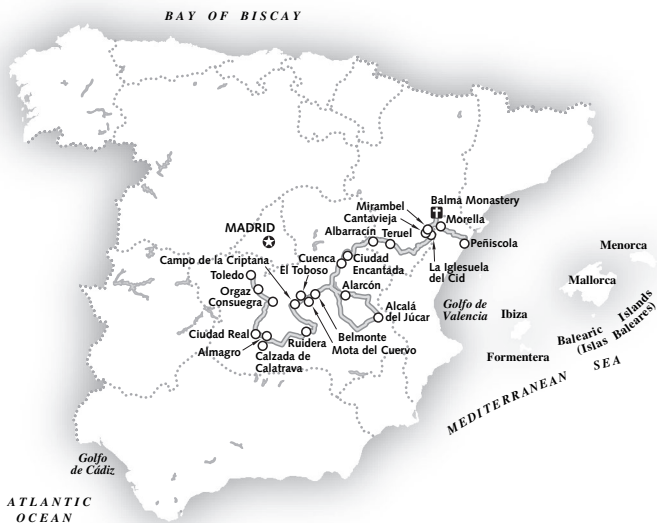 BAY OF BISCAY
Balma Monastery
Mirambel
Cantavieja
Morella
Albarracín
Teruel
Peñiscola
MADRID
Campo de la Criptana
Cuenca
Ciudad
Encantada
La Iglesuela
del Cid
Menorca
Toledo
El Toboso
Mallorca
Orgaz
Alarcón
Consuegra
Alcalá
del Júcar
Golfo de
Valencia
Ibiza
Balearic Islands
(Islas Baleares)
Ciudad Real
Ruidera
Belmonte
Almagro
Mota del Cuervo
Formentera
Calzada de
Calatrava
MEDITERRANEAN SEA
Golfo
de Cádiz
ATLANTIC
OCEAN